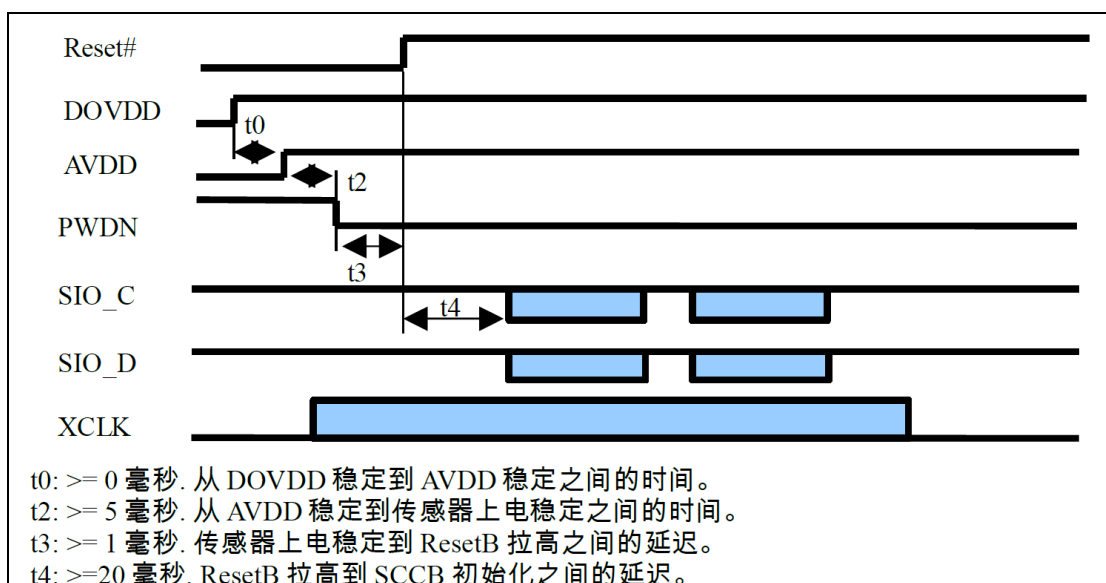 Reset#
DOVDD
t0
AVDD
t2
PWDN
t3
SIO_C
t4
SIO_D
XCLK
t0: >= 0 毫秒. 从 DOVDD 稳定到 AVDD 稳定之间的时间。
t2: >= 5 毫秒. 从 AVDD 稳定到传感器上电稳定之间的时间。
t3: >= 1 毫秒. 传感器上电稳定到 ResetB 拉高之间的延迟。
t4: >=20 毫秒. ResetB 拉高到 SCCB 初始化之间的延迟。